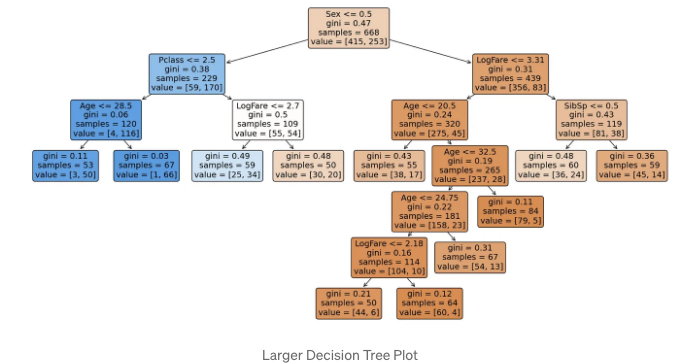 Sex <= 0.5
gini = 0.47
samples = 668
value = [415, 253]
Pclass <= 2.5
gini = 0.38
samples = 229
value = [59, 170]
LogFare <= 3.31
gini = 0.31
samples = 439
value = [356, 83]
Age <= 28.5
gini = 0.06
samples = 120
value = [4, 116]
LogFare <= 2.7
gini = 0.5
samples = 109
value = [55, 54]
Age <= 20.5
gini = 0.24
samples = 320
value = [275, 45]
SibSp <= 0.5
gini = 0.43
samples = 119
value = [81, 38]
gini = 0.11
samples = 53
value = [3, 50]
gini = 0.03
samples = 67
value = [1, 66]
gini = 0.49
samples = 59
value = [25, 34]
gini = 0.48
samples = 50
value = [30, 20]
gini = 0.43
samples = 55
value = [38, 17]
Age <= 32.5
gini = 0.19
samples = 265
value = [237, 28]
gini = 0.48
samples = 60
value = [36, 24]
gini = 0.36
samples = 59
value = [45, 14]
Age <= 24.75
gini = 0.22
samples = 181
value = [158, 23]
gini = 0.11
samples = 84
value = [79, 5]
LogFare <= 2.18
gini = 0.16
samples = 114
value = [104, 10]
gini = 0.31
samples = 67
value = [54, 13]
gini = 0.21
samples = 50
value = [44, 6]
gini = 0.12
samples = 64
value = [60, 4]
Larger Decision Tree Plot